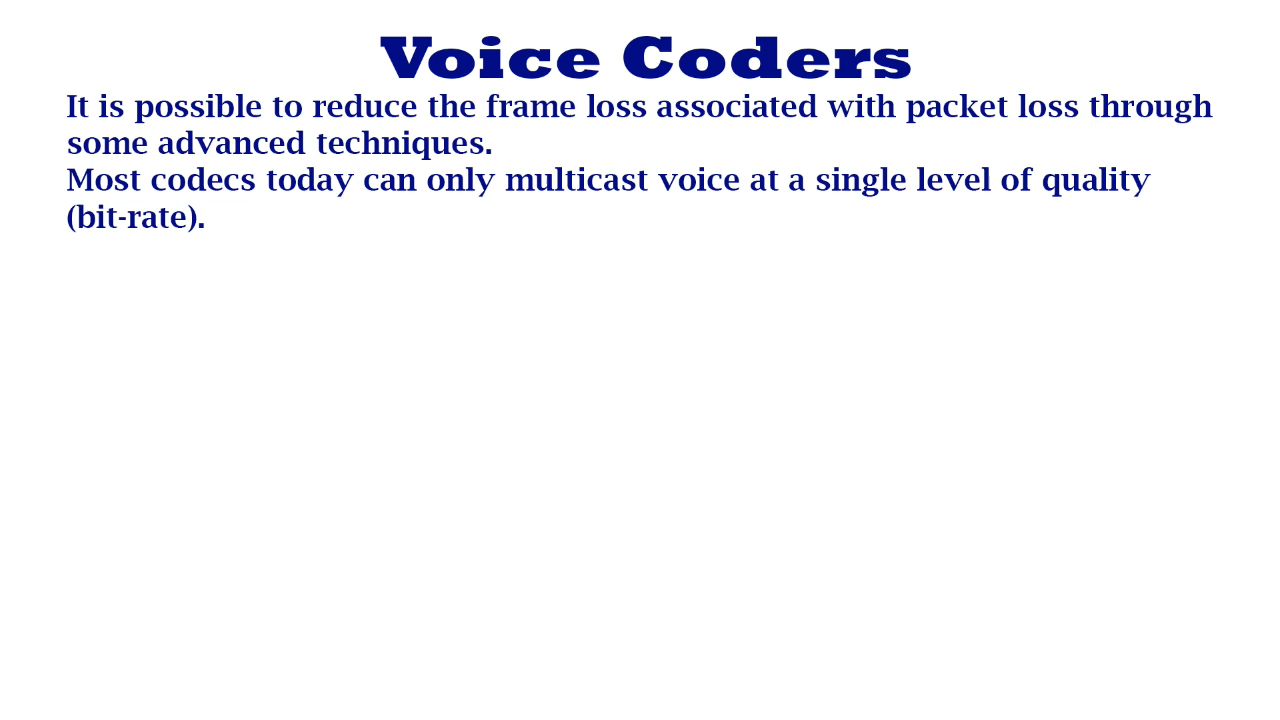 Voice Coders
It is possible to reduce the frame loss associated with packet loss through
some advanced techniques.
Most codecs today can only multicast voice at a single level of quality
(bit-rate).